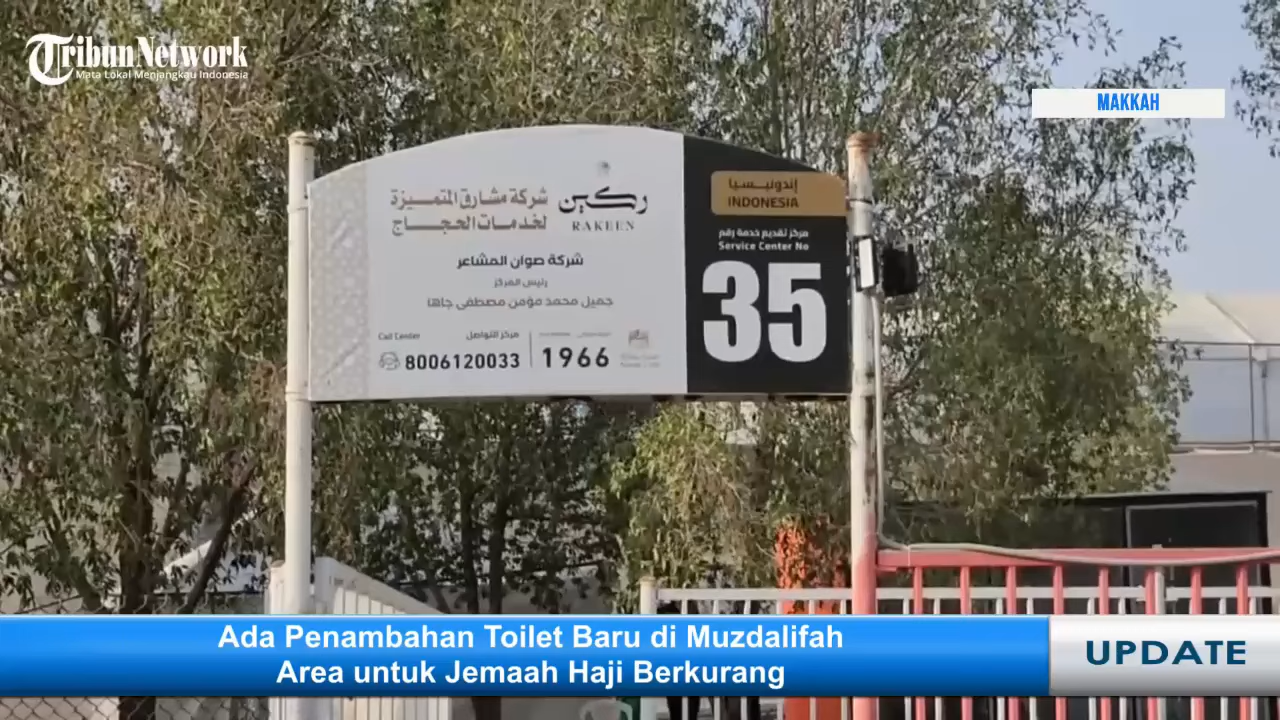 TribunNetwork
Mata Lokal Menjangkau Indonesia
MAKKAH
شركة مشارق المتميزة
لخدمات الحجاج
ركين
RAKEEN
شركة صوان المشاعر
رئيس المركز
جميل محمد مؤمن مصطفى جاها
Call Center
مركز التواصل
8006120033
1966
إندونيسيا
INDONESIA
مركز تقديم خدمة رقم
Service Center No
35
Ada Penambahan Toilet Baru di Muzdalifah
Area untuk Jemaah Haji Berkurang
UPDATE